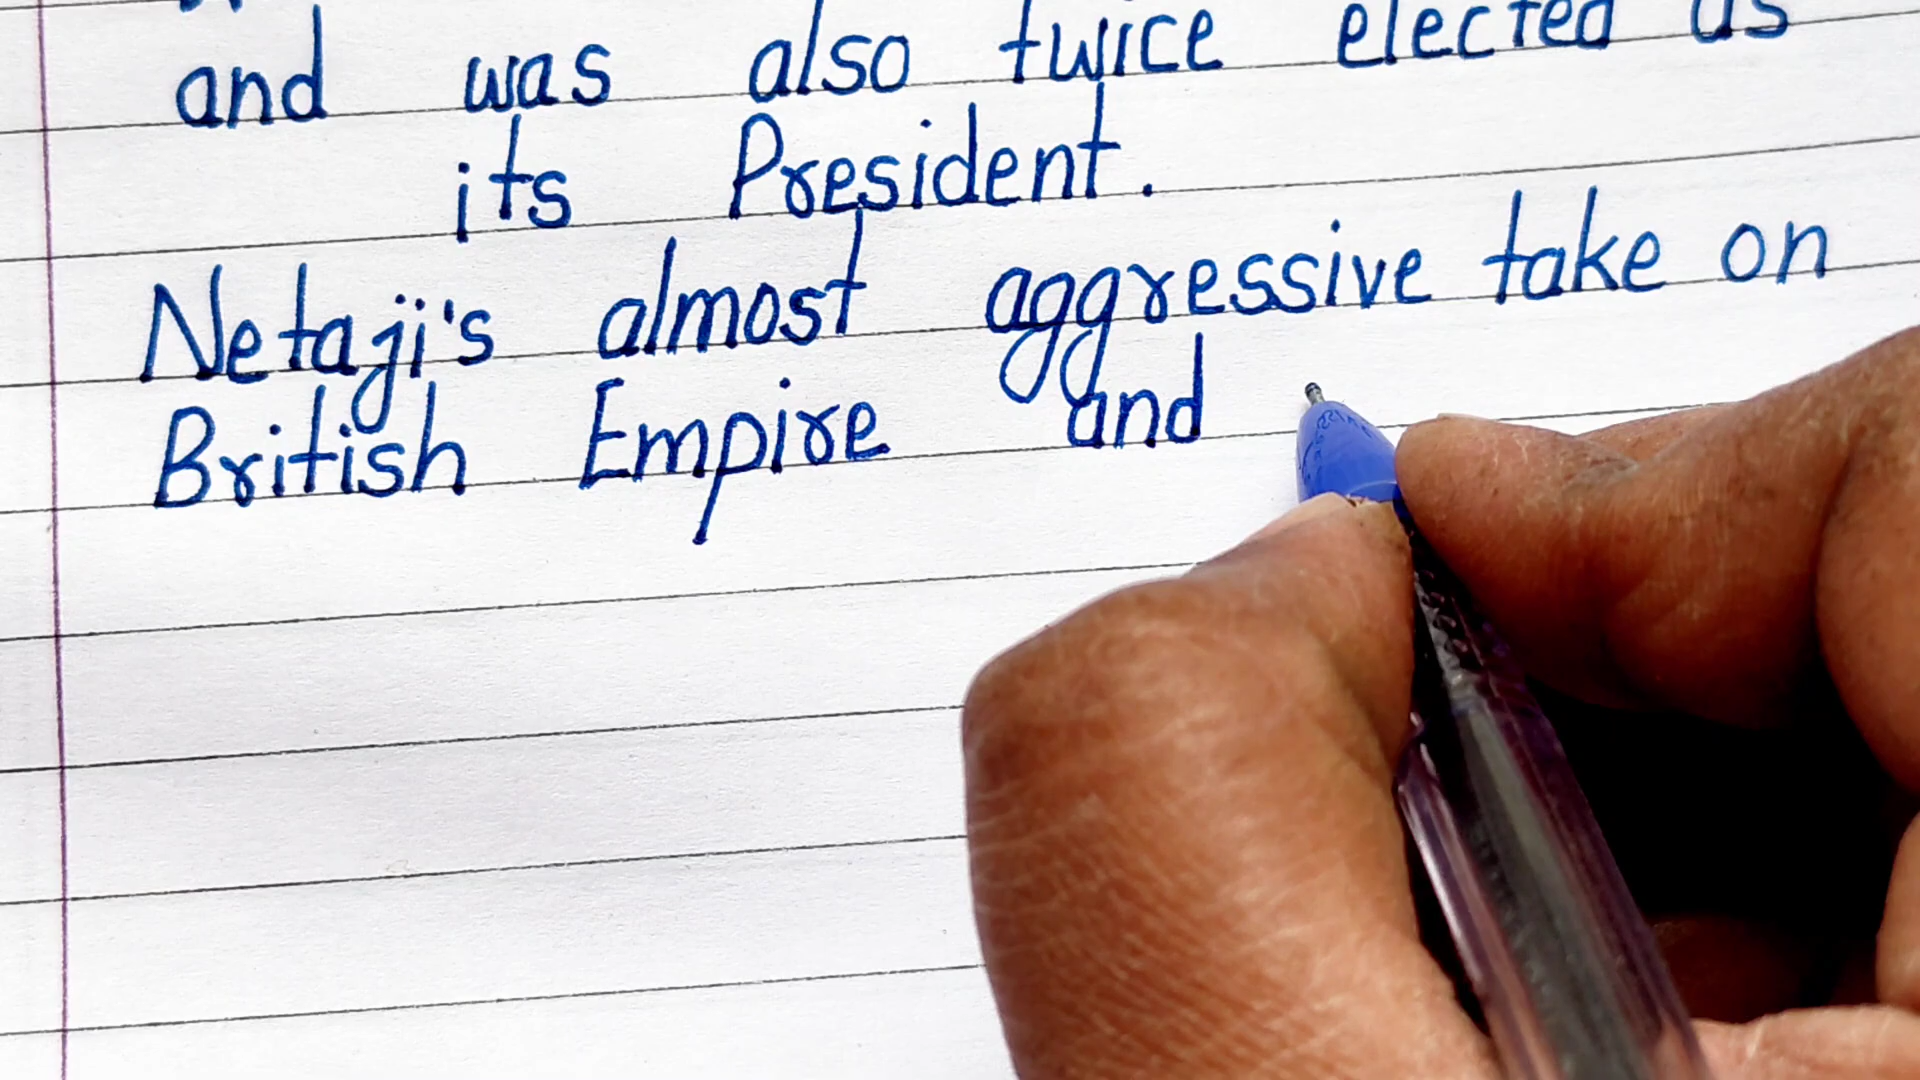 and was also twice elected as
its President.
Netaji's almost aggressive take on
British Empire and